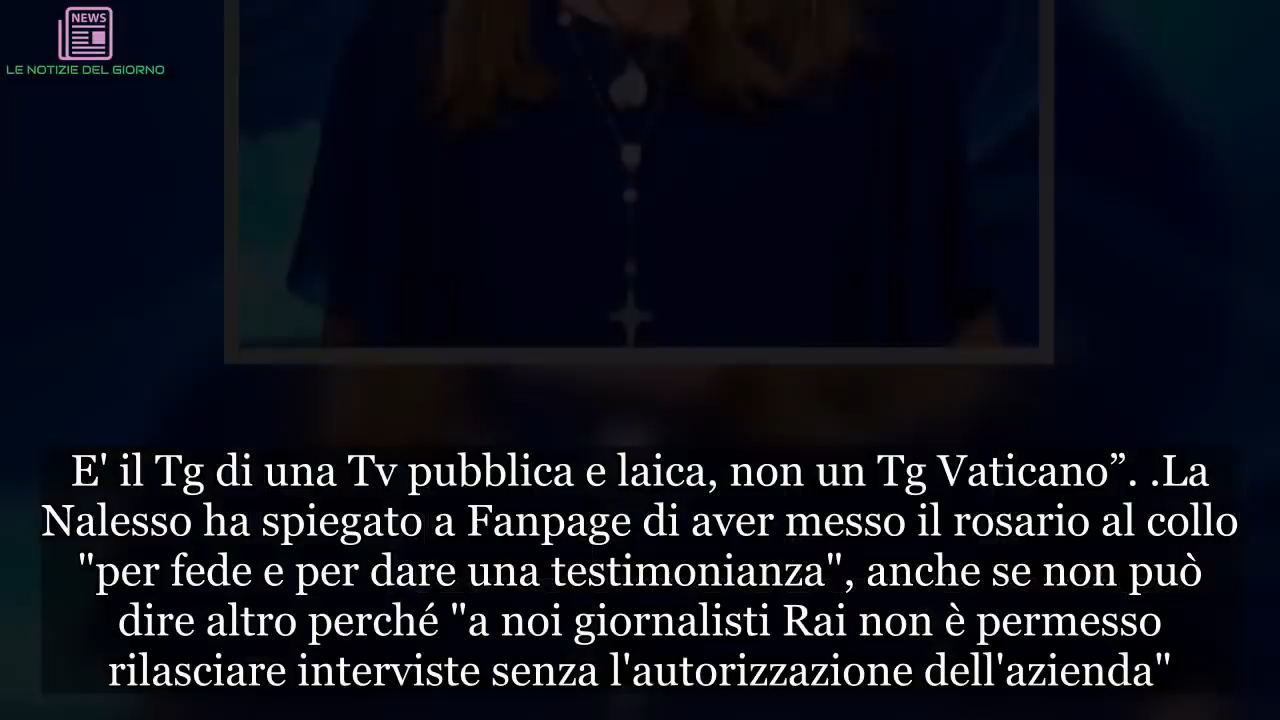 NEWS
LE NOTIZIE DEL GIORNO
E' il Tg di una Tv pubblica e laica, non un Tg Vaticano”. .La
Nalesso ha spiegato a Fanpage di aver messo il rosario al collo
"per fede e per dare una testimonianza", anche se non può
dire altro perché "a noi giornalisti Rai non è permesso
rilasciare interviste senza l'autorizzazione dell'azienda"